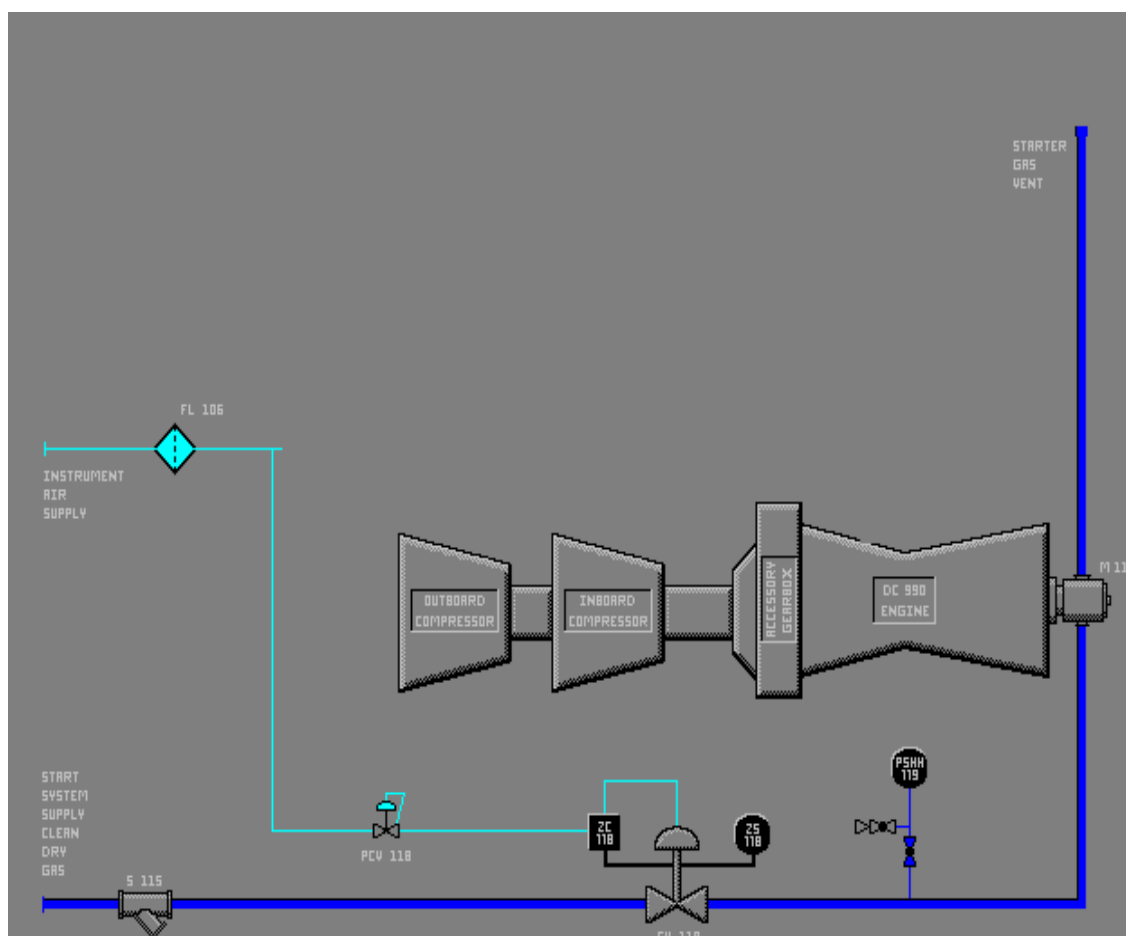 STARTER
GAS
VENT
FL 106
INSTRUMENT
AIR
SUPPLY
OUTBOARD
COMPRESSOR
INBOARD
COMPRESSOR
ACCESSORY
GEARBOX
DC 990
ENGINE
M 11
START
SYSTEM
SUPPLY
CLEAN
DRY
GAS
PSHH
119
ZC
118
ZS
118
PCV 118
S 115